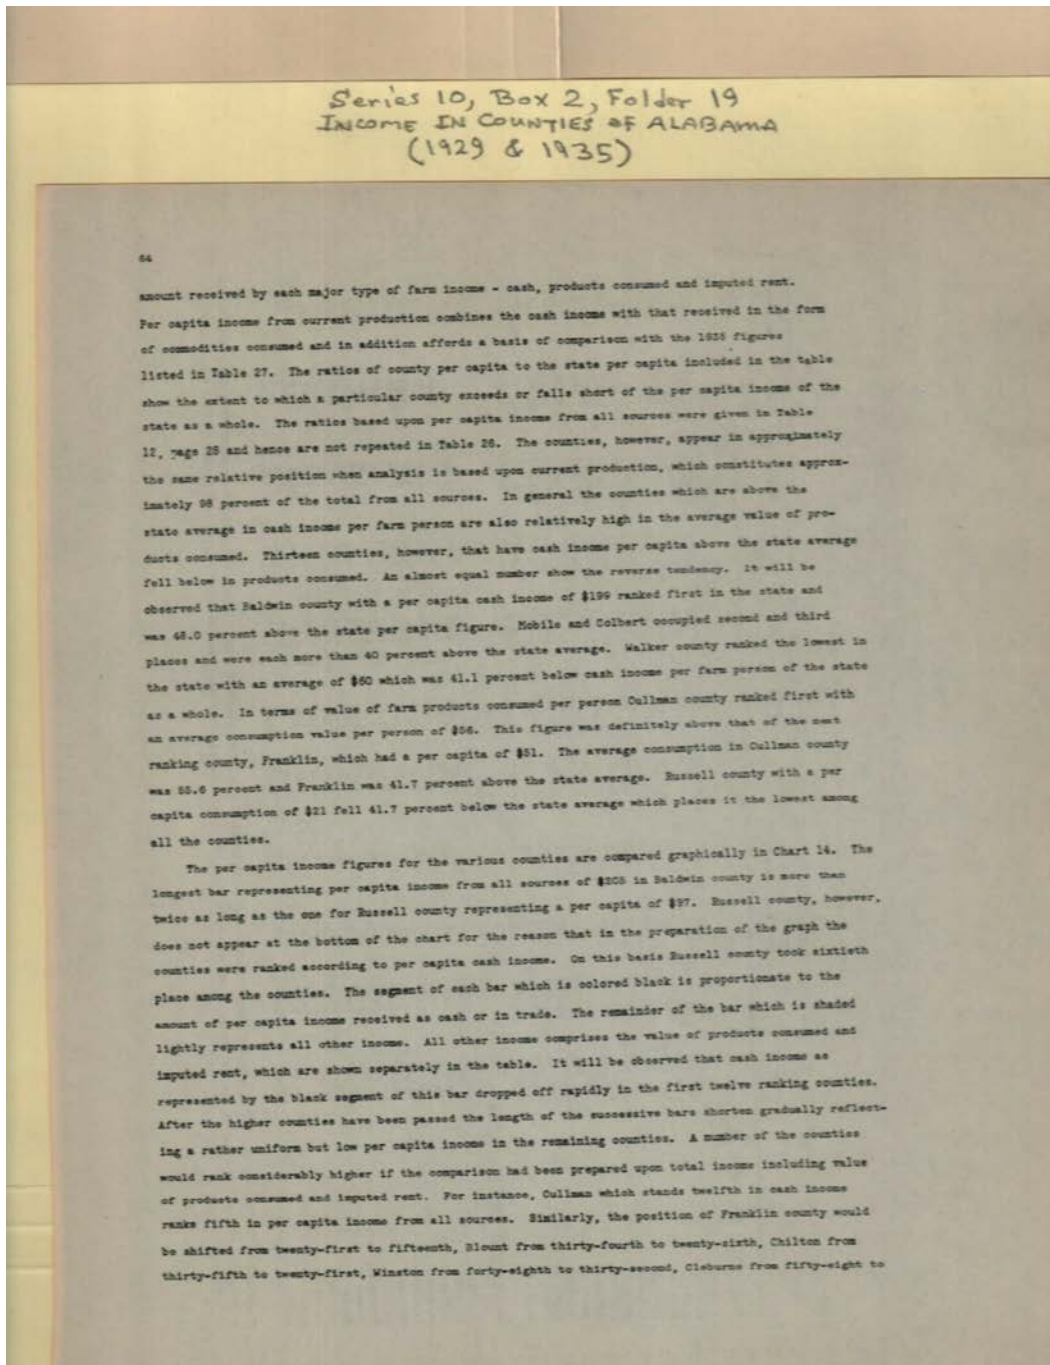 Series 10, Box 2, Folder 19
INCOME IN COUNTIES OF ALABAMA
(1929 & 1935)
64
amount received by each major type of farm income - cash, products consumed and imputed rent.
Per capita income from current production combines the cash income with that received in the form
of commodities consumed and in addition affords a basis of comparison with the 1935 figures
listed in Table 27. The ratios of county per capita to the state per capita included in the table
show the extent to which a particular county exceeds or falls short of the per capita income of the
state as a whole. The ratios based upon per capita income from all sources were given in Table
12, page 25 and hence are not repeated in Table 26. The counties, however, appear in approximately
the same relative position when analysis is based upon current production, which constitutes approx-
imately 98 percent of the total from all sources. In general the counties which are above the
state average in cash income per farm person are also relatively high in the average value of pro-
ducts consumed. Thirteen counties, however, that have cash income per capita above the state average
fell below in products consumed. An almost equal number show the reverse tendency. It will be
observed that Baldwin county with a per capita cash income of $199 ranked first in the state and
was percent above the state per capita figure. Mobile and Colbert occupied second and third
places and were each more than 40 percent above the state average. Walker county ranked the lowest in
the state with an average of $60 which was 41.1 percent below cash income per farm person of the state
as a whole. In terms of value of farm products consumed per person Cullman county ranked first with
an average consumption value per person of $56. This figure was definitely above that of the next
ranking county, Franklin, which had a per capita of $51. The average consumption in Cullman county
was 55.6 percent and Franklin was 41.7 percent above the state average. Russell county with a per
capita consumption of $21 fell 41.7 percent below the state average which places it the lowest among
all the counties.
The per capita income figures for the various counties are compared graphically in Chart 14. The
longest bar representing per capita income from all sources of $205 in Baldwin county is more than
twice as long as the one for Russell county representing a per capita of $97. Russell county, however,
does not appear at the bottom of the chart for the reason that in the preparation of the graph the
counties were ranked according to per capita cash income. On this basis Russell county took sixtieth
place among the counties. The segment of each bar which is colored black is proportionate to the
amount of per capita income received as cash or in trade. The remainder of the bar which is shaded
lightly represents all other income. All other income comprises the value of products consumed and
imputed rent, which are shown separately in the table. It will be observed that cash income as
represented by the black segment of this bar dropped off rapidly in the first twelve ranking counties.
After the higher counties have been passed the length of the successive bars shorten gradually reflect-
ing a rather uniform but low per capita income in the remaining counties. A number of the counties
would rank considerably higher if the comparison had been prepared upon total income including value
of products consumed and imputed rent. For instance, Cullman which stands twelfth in cash income
ranks fifth in per capita income from all sources. Similarly, the position of Franklin county would
be shifted from twenty-first to fifteenth, Blount from thirty-fourth to twenty-sixth, Chilton from
thirty-fifth to twenty-first, Winston from forty-eighth to thirty-second, Cleburne from fifty-eight to